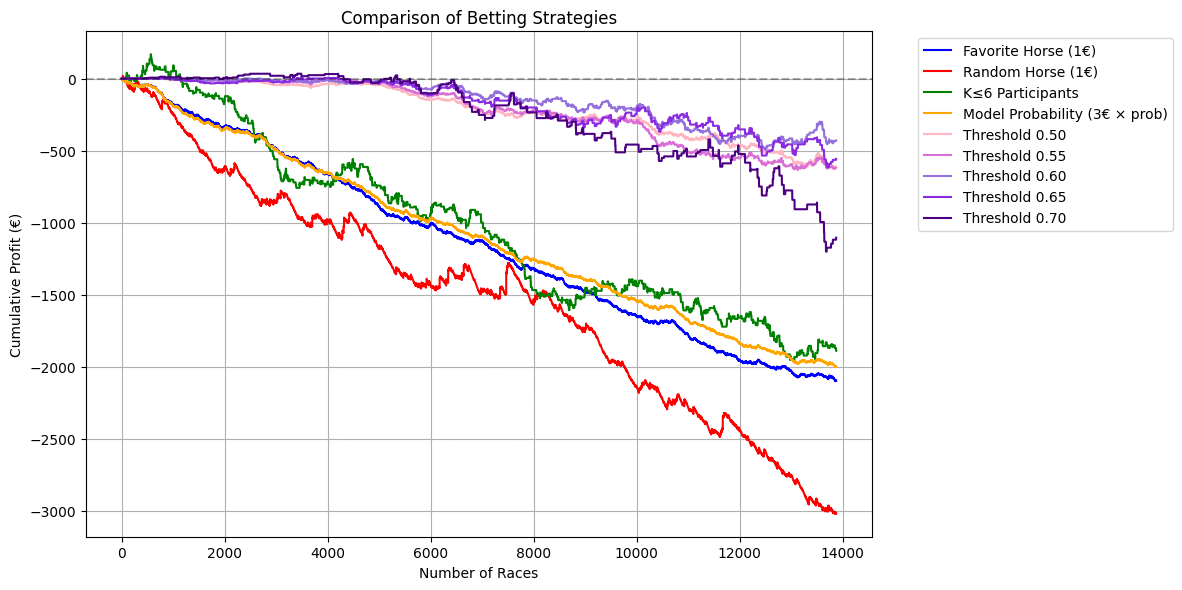 Comparison of Betting Strategies
Cumulative Profit (€)
0
−500
−1000
−1500
−2000
−2500
−3000
0
2000
4000
6000
8000
10000
12000
14000
Number of Races
Favorite Horse (1€)
Random Horse (1€)
K≤6 Participants
Model Probability (3€ × prob)
Threshold 0.50
Threshold 0.55
Threshold 0.60
Threshold 0.65
Threshold 0.70